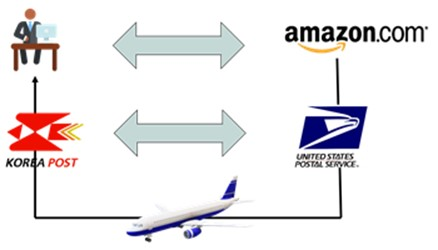 amazon.com
KOREA POST
UNITED STATES
POSTAL SERVICE